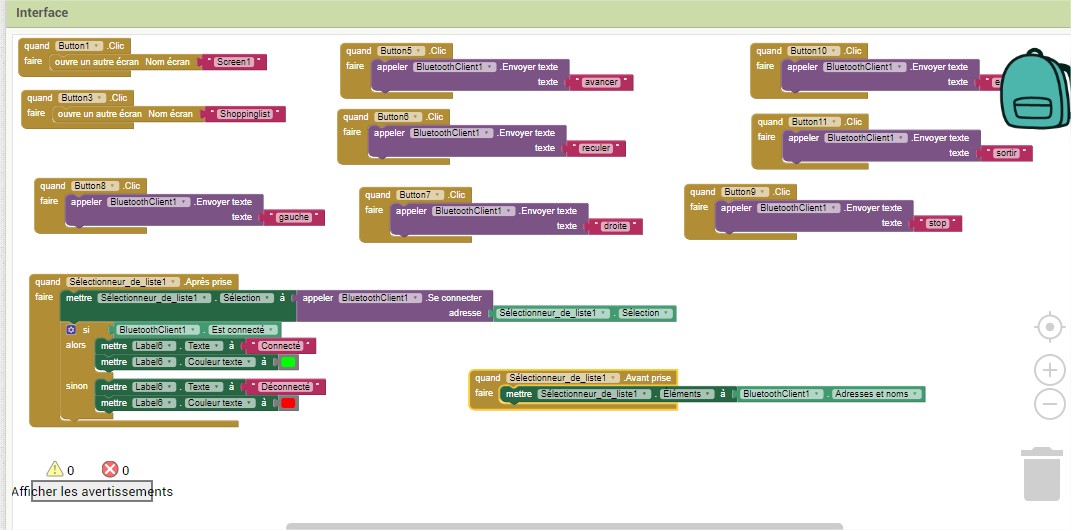 Interface
quand Button1 .Clic
faire ouvre un autre écran Nom écran " Screen1 "
quand Button3 .Clic
faire ouvre un autre écran Nom écran " Shoppinglist "
quand Button5 .Clic
faire appeler BluetoothClient1 .Envoyer texte
texte " avancer "
quand Button6 .Clic
faire appeler BluetoothClient1 .Envoyer texte
texte " reculer "
quand Button10 .Clic
faire appeler BluetoothClient1 .Envoyer texte
texte "
quand Button11 .Clic
faire appeler BluetoothClient1 .Envoyer texte
texte " sortir "
quand Button8 .Clic
faire appeler BluetoothClient1 .Envoyer texte
texte " gauche "
quand Button7 .Clic
faire appeler BluetoothClient1 .Envoyer texte
texte " droite "
quand Button9 .Clic
faire appeler BluetoothClient1 .Envoyer texte
texte " stop "
quand Sélectionneur_de_liste1 .Après prise
faire mettre Sélectionneur_de_liste1 . Sélection à appeler BluetoothClient1 .Se connecter
adresse Sélectionneur_de_liste1 . Sélection
si BluetoothClient1 . Est connecté
alors mettre Label6 . Texte à " Connecté "
mettre Label6 . Couleur texte à
sinon mettre Label6 . Texte à " Déconnecté "
mettre Label6 . Couleur texte à
quand Sélectionneur_de_liste1 .Avant prise
faire mettre Sélectionneur_de_liste1 . Eléments à BluetoothClient1 . Adresses et noms
0 0
Afficher les avertissements